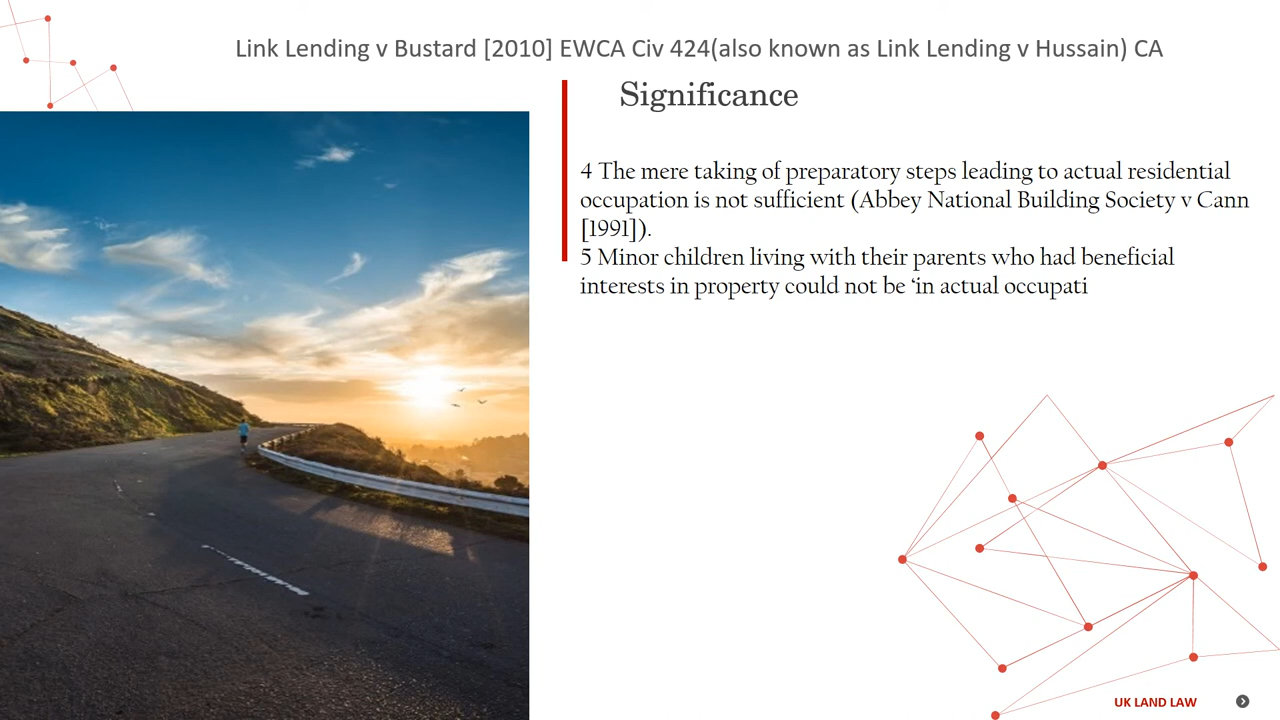 Link Lending v Bustard [2010] EWCA Civ 424(also known as Link Lending v Hussain) CA
Significance
4 The mere taking of preparatory steps leading to actual residential
occupation is not sufficient (Abbey National Building Society v Cann
[1991]).
5 Minor children living with their parents who had beneficial
interests in property could not be ‘in actual occupati
UK LAND LAW